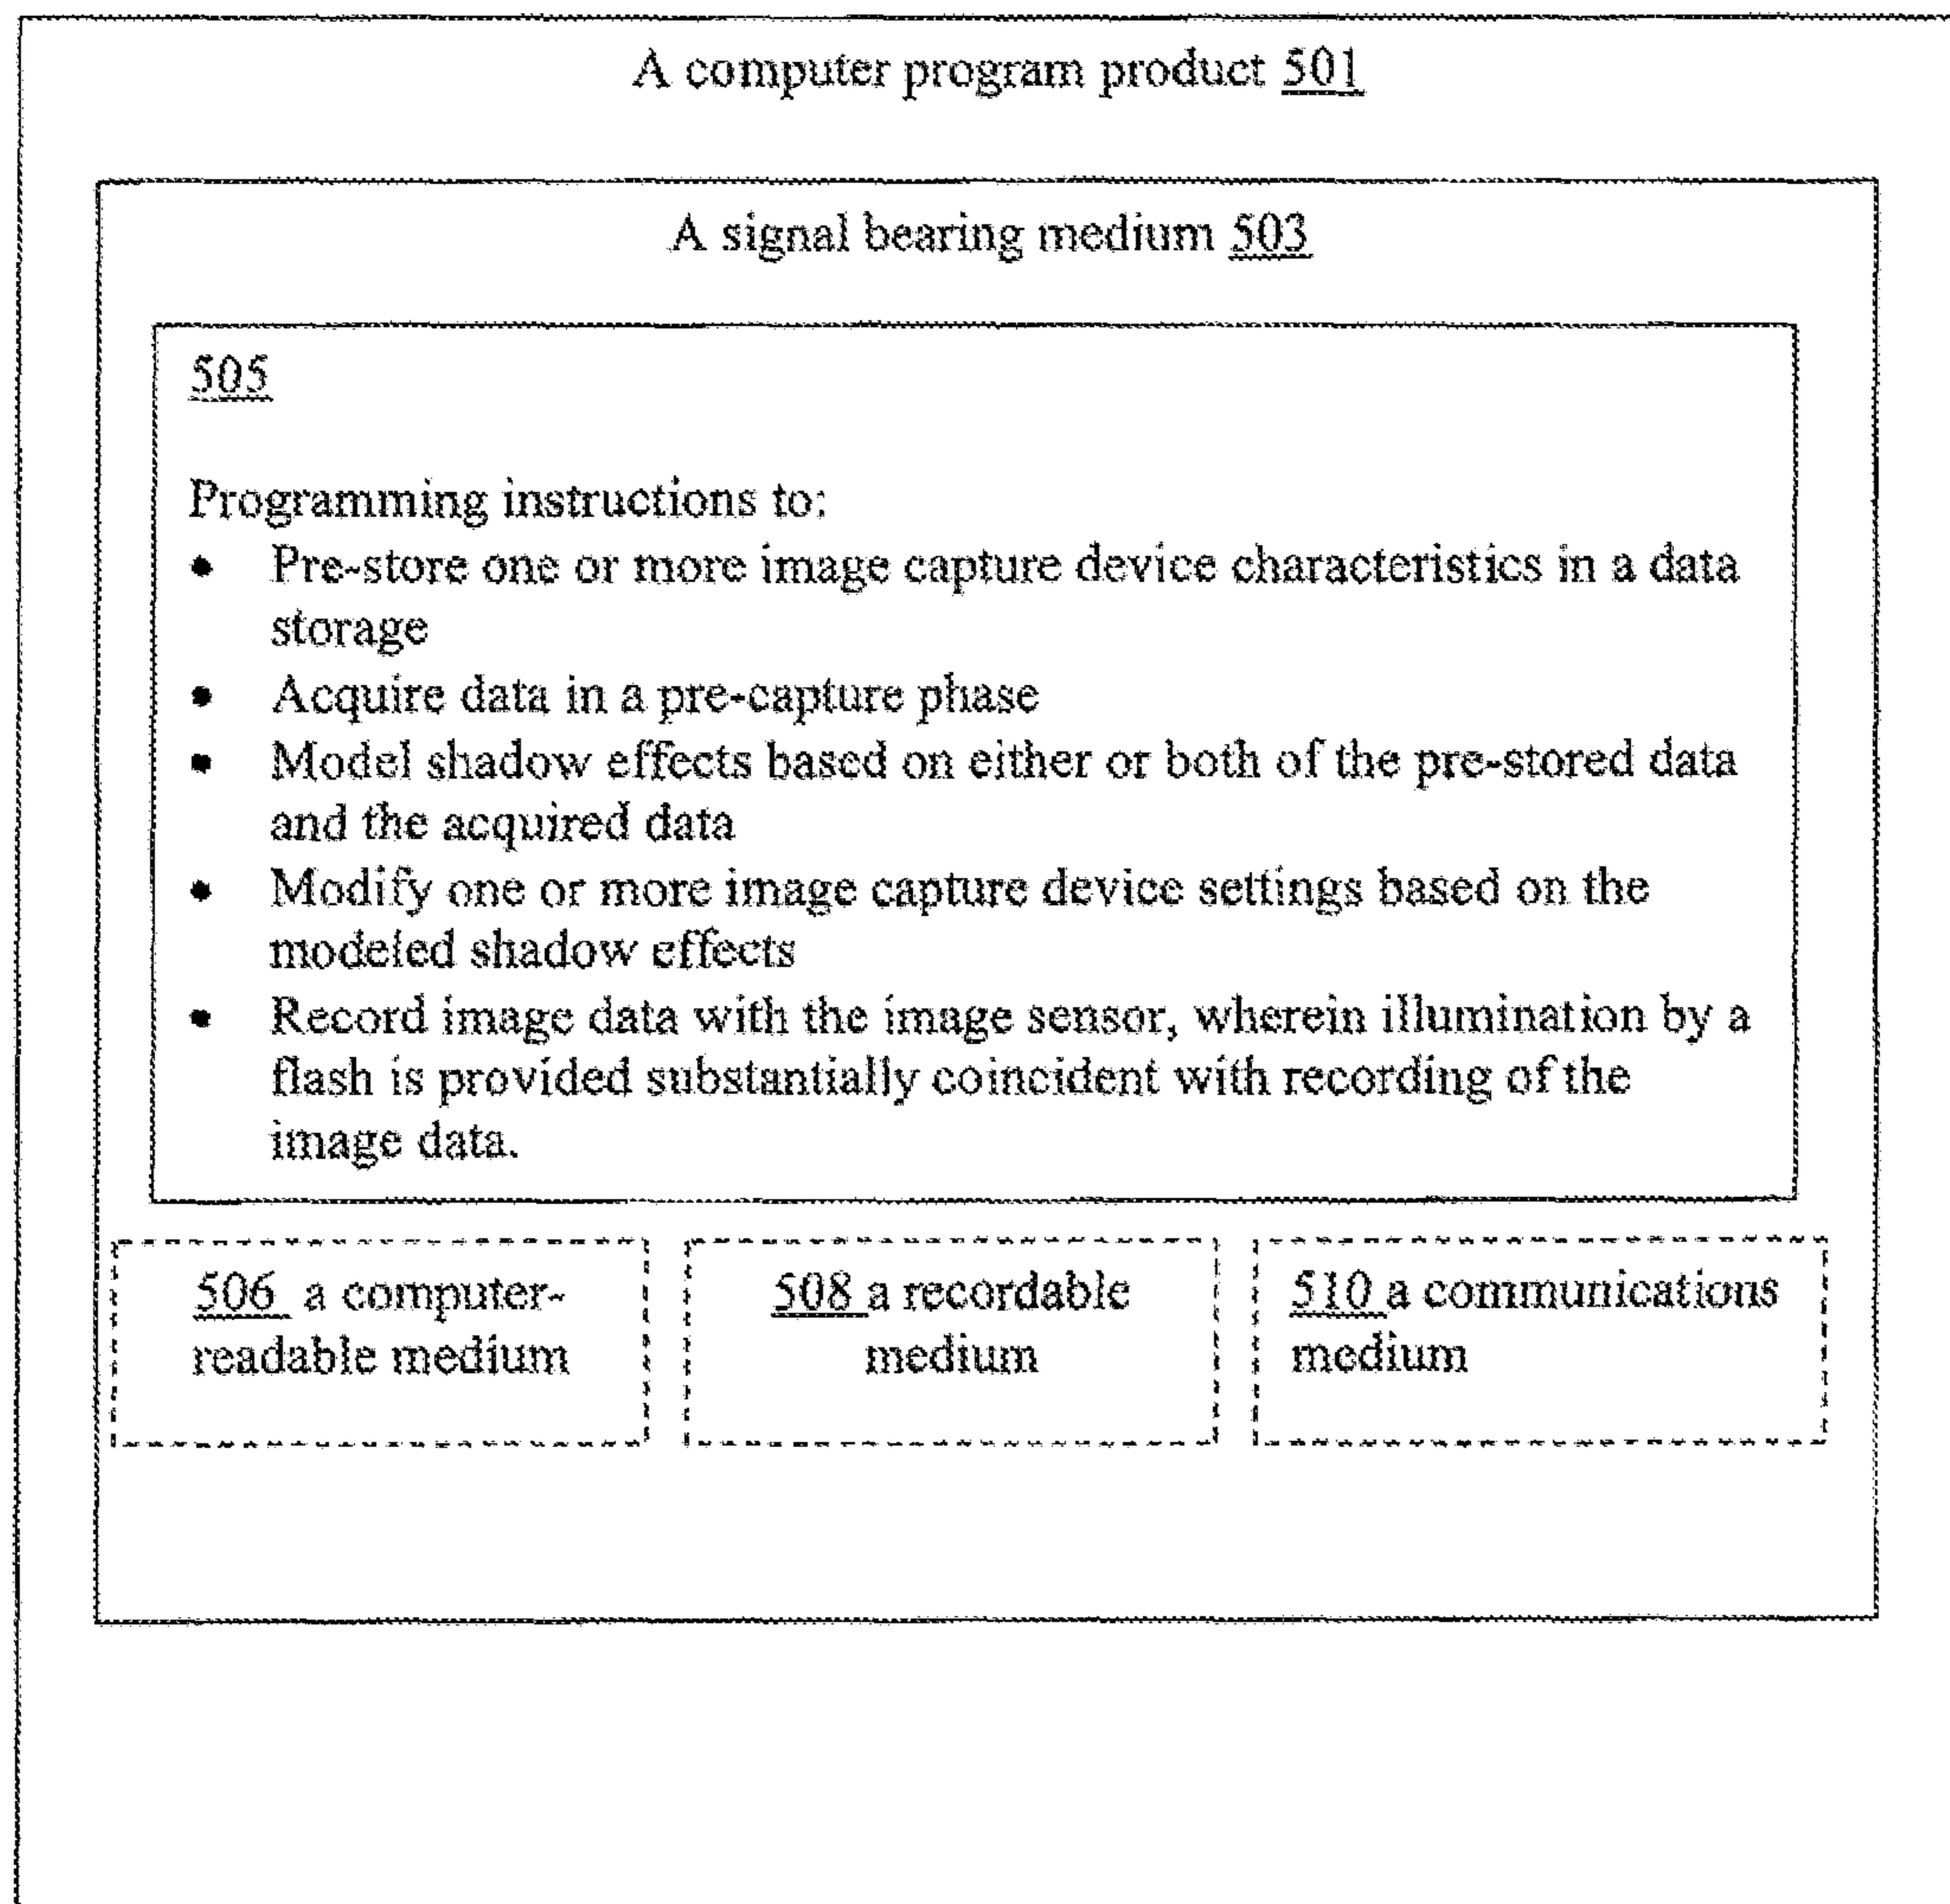 A computer program product 501
A signal bearing medium 503
505
Programming instructions to:
• Pre-store one or more image capture device characteristics in a data
storage
• Acquire data in a pre-capture phase
• Model shadow effects based on either or both of the pre-stored data
and the acquired data
• Modify one or more image capture device settings based on the
modeled shadow effects
• Record image data with the image sensor, wherein illumination by a
flash is provided substantially coincident with recording of the
image data.
506 a computer-
readable medium
508 a recordable
medium
510 a communications
medium